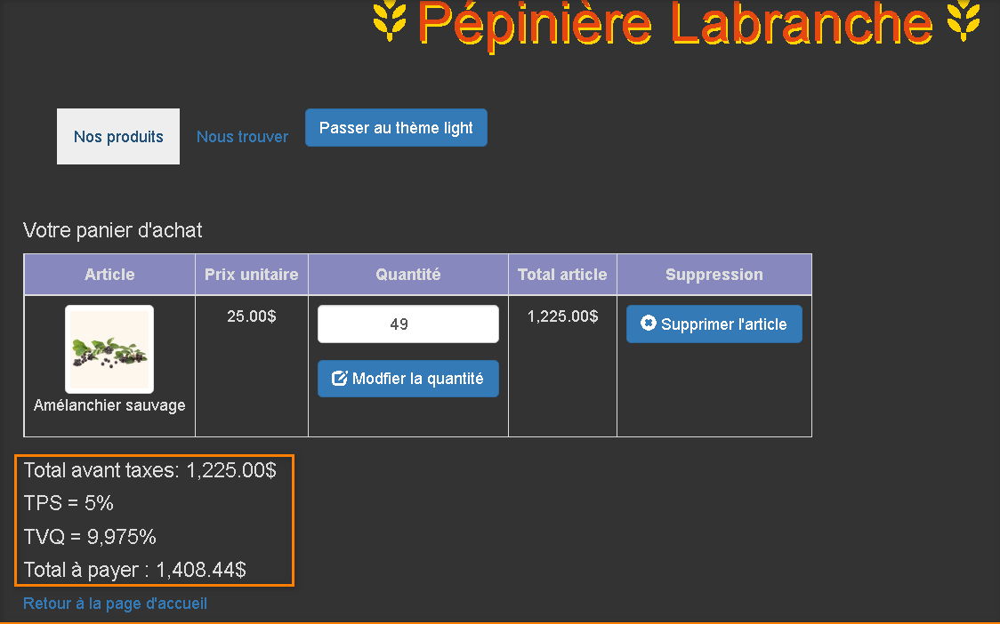 Pépinière Labranche
Nos produits
Nous trouver
Passer au thème light
Votre panier d'achat
Article Prix unitaire Quantité Total article Suppression
25.00$ 49 1,225.00$ Supprimer l'article
Modfier la quantité
Amélanchier sauvage
Total avant taxes: 1,225.00$
TPS = 5%
TVQ = 9,975%
Total à payer : 1,408.44$
Retour à la page d'accueil